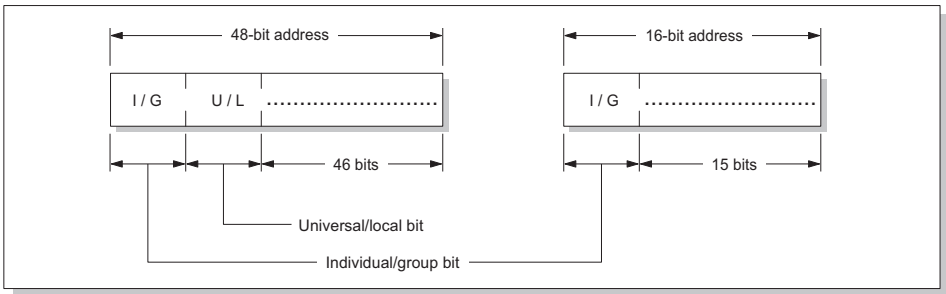 48-bit address
16-bit address
I / G
U / L
..........................
I / G
..........................
46 bits
15 bits
Universal/local bit
Individual/group bit